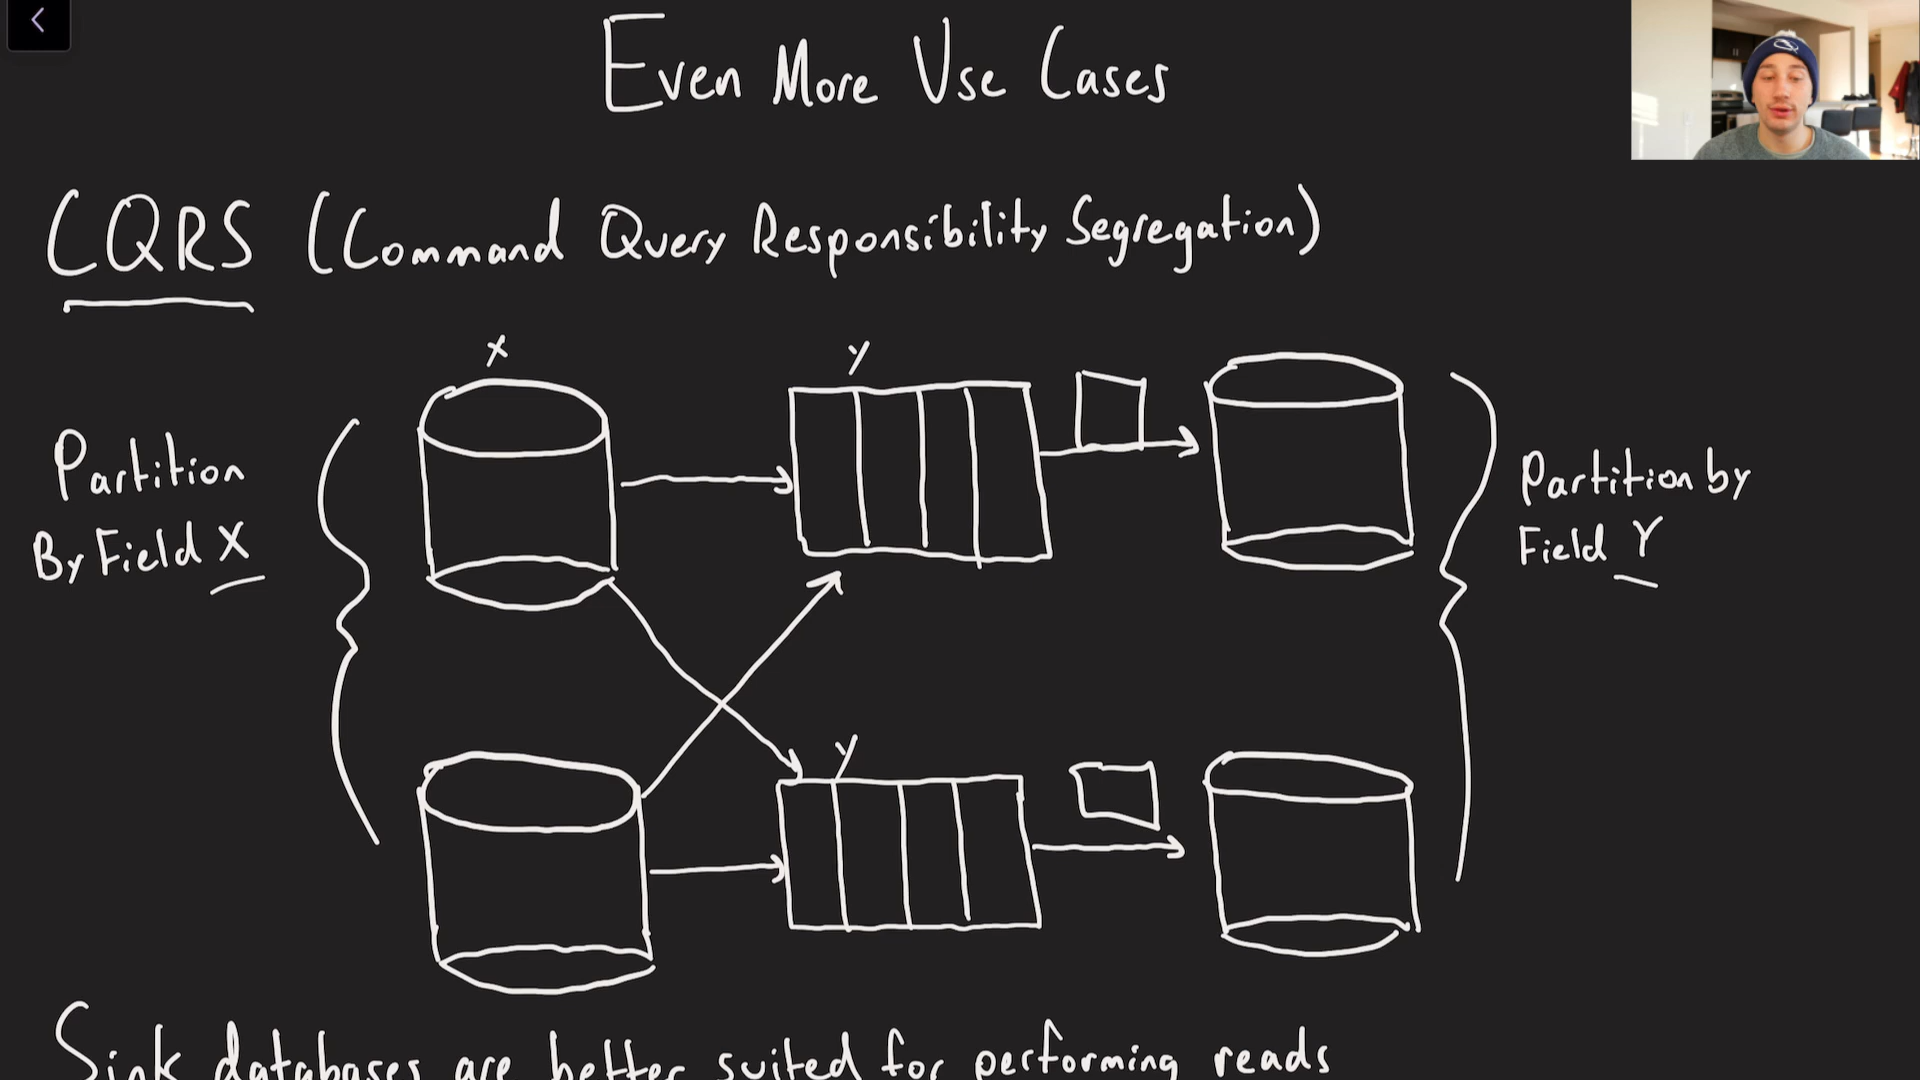 Even More Use Cases
CQRS (Command Query Responsibility Segregation)
X
Y
Partition
By Field X
Partition by
Field Y
Y
Sink databases are better suited for performing reads